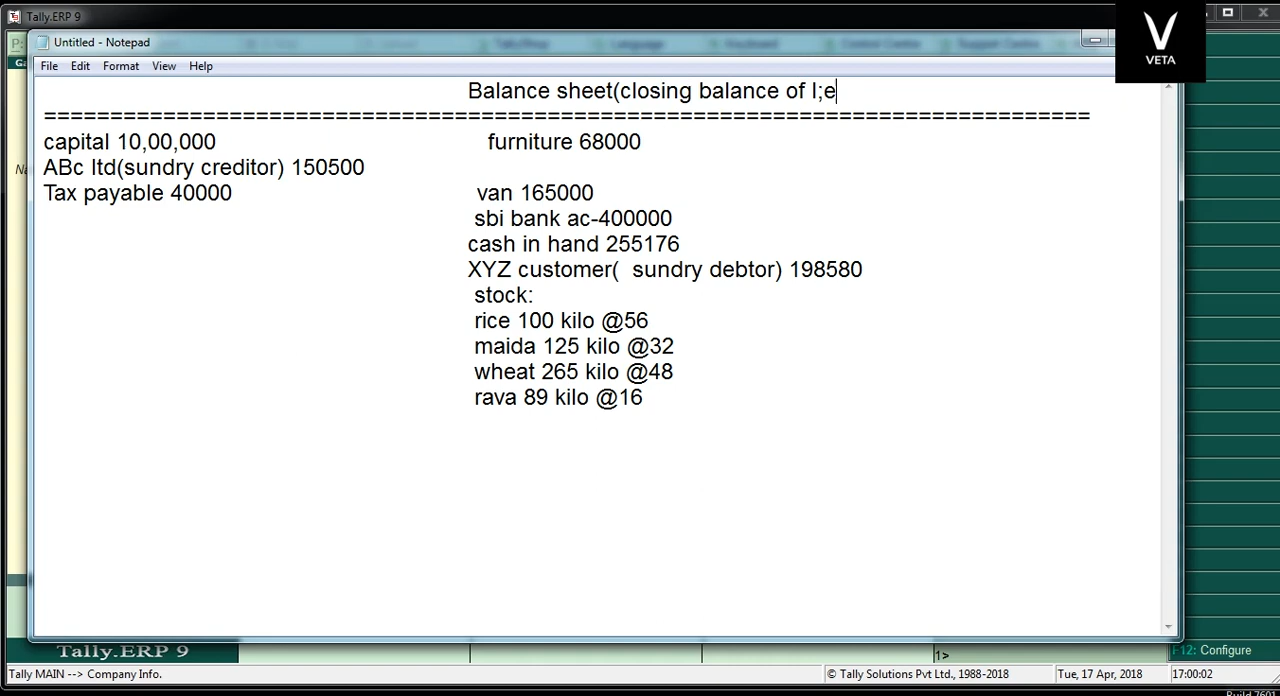 Tally.ERP 9
Untitled - Notepad
VETA
File Edit Format View Help
Balance sheet(closing balance of l;e
===============================================================================
capital 10,00,000 furniture 68000
ABc ltd(sundry creditor) 150500
Tax payable 40000 van 165000
sbi bank ac-400000
cash in hand 255176
XYZ customer( sundry debtor) 198580
stock:
rice 100 kilo @56
maida 125 kilo @32
wheat 265 kilo @48
rava 89 kilo @16
Tally.ERP 9
1>
F12: Configure
Tally MAIN --> Company Info. © Tally Solutions Pvt Ltd., 1988-2018 Tue, 17 Apr, 2018 17:00:02